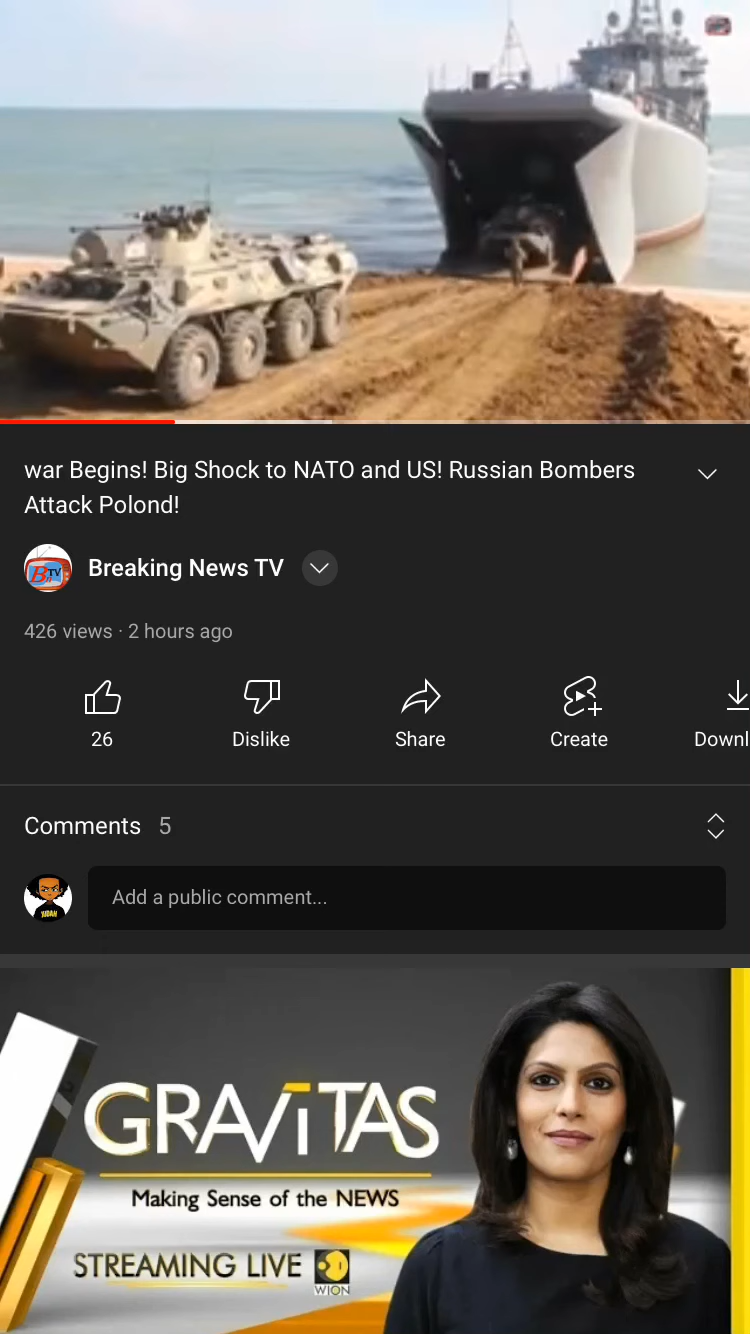 war Begins! Big Shock to NATO and US! Russian Bombers
Attack Polond!
BTV
Breaking News TV
426 views · 2 hours ago
26
Dislike
Share
Create
Downl
Comments 5
JUDAH
Add a public comment...
GRAViTAS
Making Sense of the NEWS
STREAMING LIVE
WION